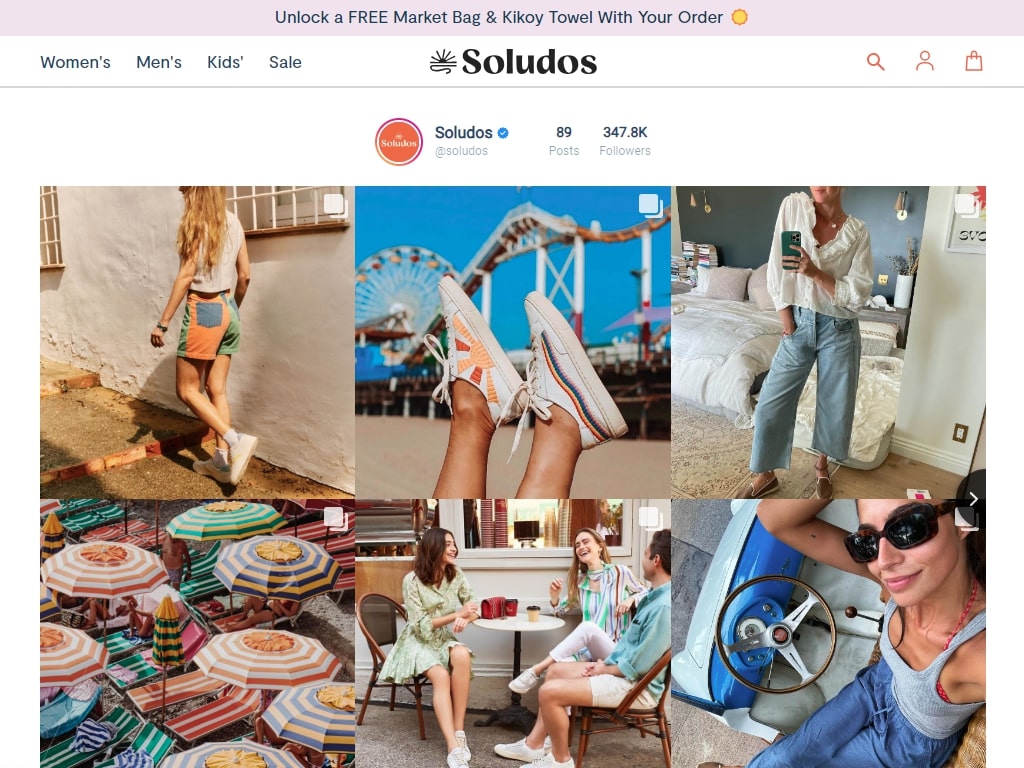 Unlock a FREE Market Bag & Kikoy Towel With Your Order
Women's Men's Kids' Sale
Soludos
Soludos
Soludos 89 347.8K
@soludos Posts Followers
SVO